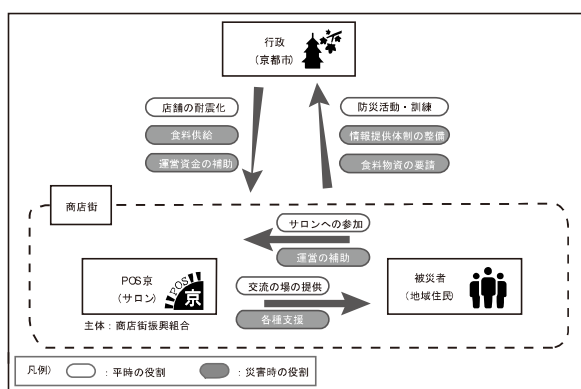 行政
(京都市)
店舗の耐震化
食料供給
運営資金の補助
防災活動・訓練
情報提供体制の整備
食料物資の要請
商店街
サロンへの参加
運営の補助
POS京
(サロン)
POS
京
主体：商店街振興組合
交流の場の提供
各種支援
被災者
(地域住民)
凡例) ：平時の役割 ：災害時の役割